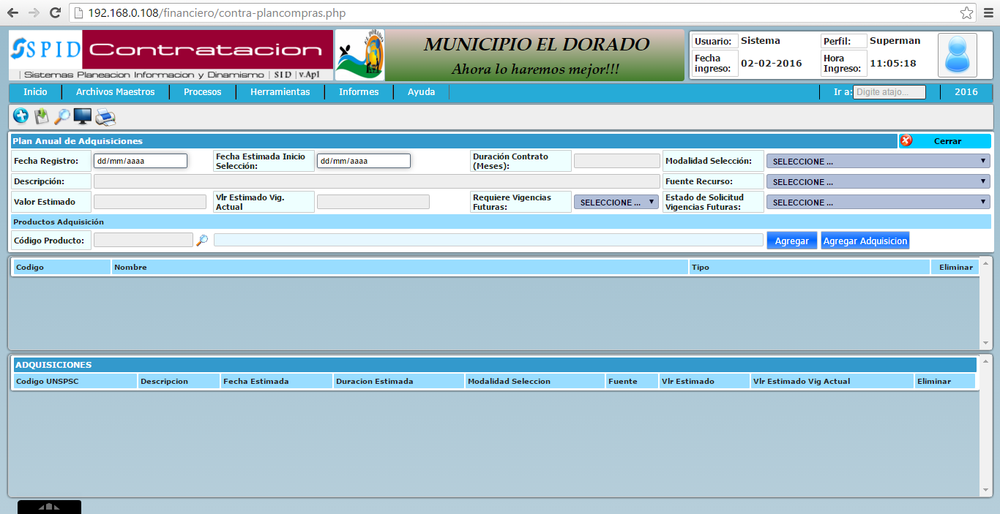 192.168.0.108/financiero/contra-plancompras.php
SPID Contratacion
| Sistemas Planeacion Informacion y Dinamismo | SID | v.Ap1
EL DORADO
MUNICIPIO EL DORADO
Ahora lo haremos mejor!!!
Usuario: Sistema Perfil: Superman
Fecha ingreso: 02-02-2016 Hora Ingreso: 11:05:18
Inicio Archivos Maestros Procesos Herramientas Informes Ayuda Ir a: Digite atajo... 2016
Plan Anual de Adquisiciones Cerrar
Fecha Registro: dd/mm/aaaa Fecha Estimada Inicio Selección: dd/mm/aaaa Duración Contrato (Meses): Modalidad Selección: SELECCIONE ...
Descripción: Fuente Recurso: SELECCIONE ...
Valor Estimado Vlr Estimado Vig. Actual Requiere Vigencias Futuras: SELECCIONE ... Estado de Solicitud Vigencias Futuras: SELECCIONE ...
Productos Adquisición
Código Producto: Agregar Agregar Adquisicion
Codigo Nombre Tipo Eliminar
ADQUISICIONES
Codigo UNSPSC Descripcion Fecha Estimada Duracion Estimada Modalidad Seleccion Fuente Vlr Estimado Vlr Estimado Vig Actual Eliminar